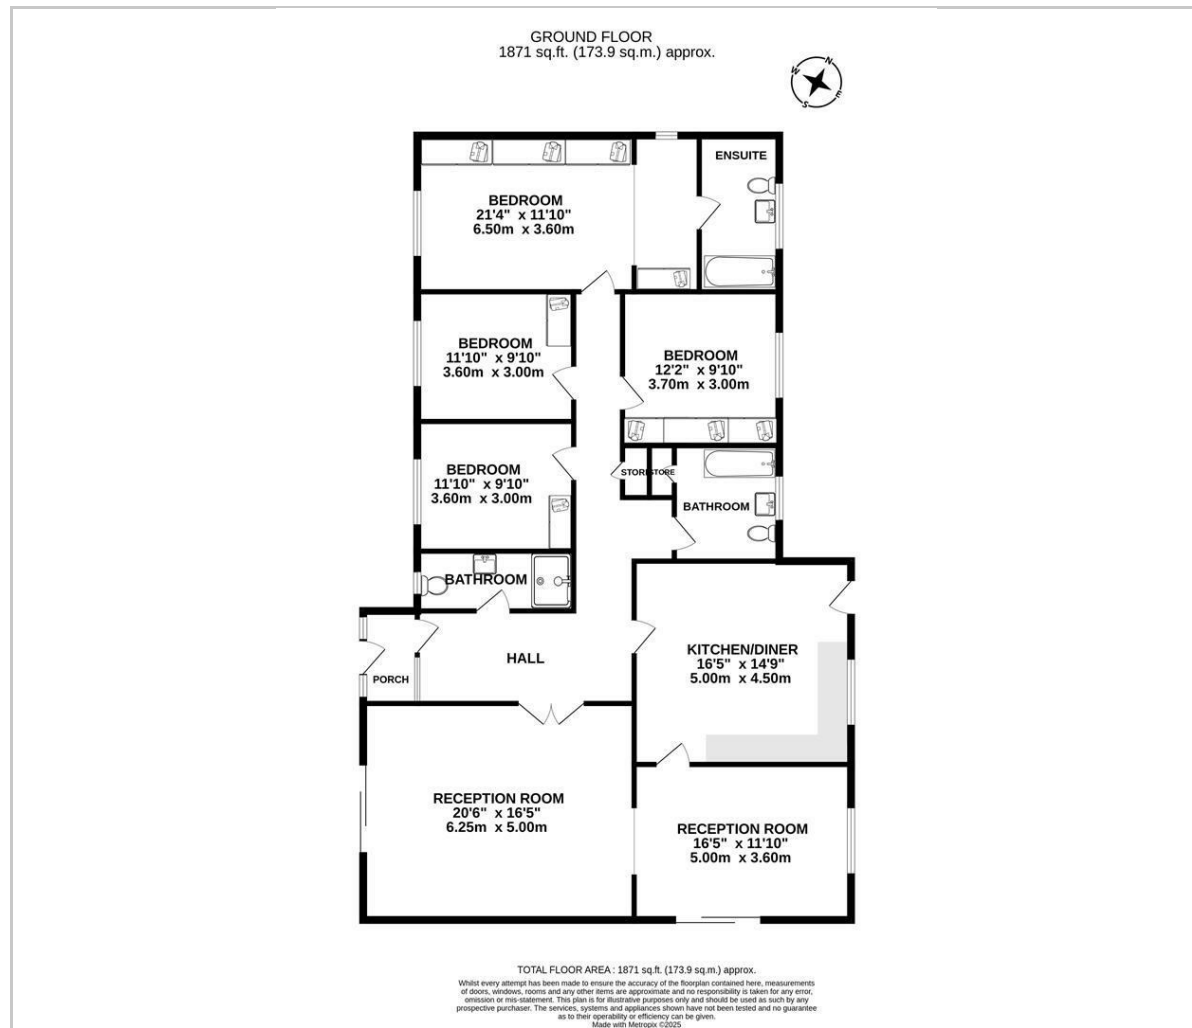 GROUND FLOOR
1871 sq.ft. (173.9 sq.m.) approx.
N
W
E
S
ENSUITE
BEDROOM
21'4" x 11'10"
6.50m x 3.60m
BEDROOM
11'10" x 9'10"
3.60m x 3.00m
BEDROOM
12'2" x 9'10"
3.70m x 3.00m
BEDROOM
11'10" x 9'10"
3.60m x 3.00m
STORE
STORE
BATHROOM
BATHROOM
HALL
PORCH
KITCHEN/DINER
16'5" x 14'9"
5.00m x 4.50m
RECEPTION ROOM
20'6" x 16'5"
6.25m x 5.00m
RECEPTION ROOM
16'5" x 11'10"
5.00m x 3.60m
TOTAL FLOOR AREA : 1871 sq.ft. (173.9 sq.m.) approx.
Whilst every attempt has been made to ensure the accuracy of the floorplan contained here, measurements
of doors, windows, rooms and any other items are approximate and no responsibility is taken for any error,
omission or mis-statement. This plan is for illustrative purposes only and should be used as such by any
prospective purchaser. The services, systems and appliances shown have not been tested and no guarantee
as to their operability or efficiency can be given.
Made with Metropix ©2025